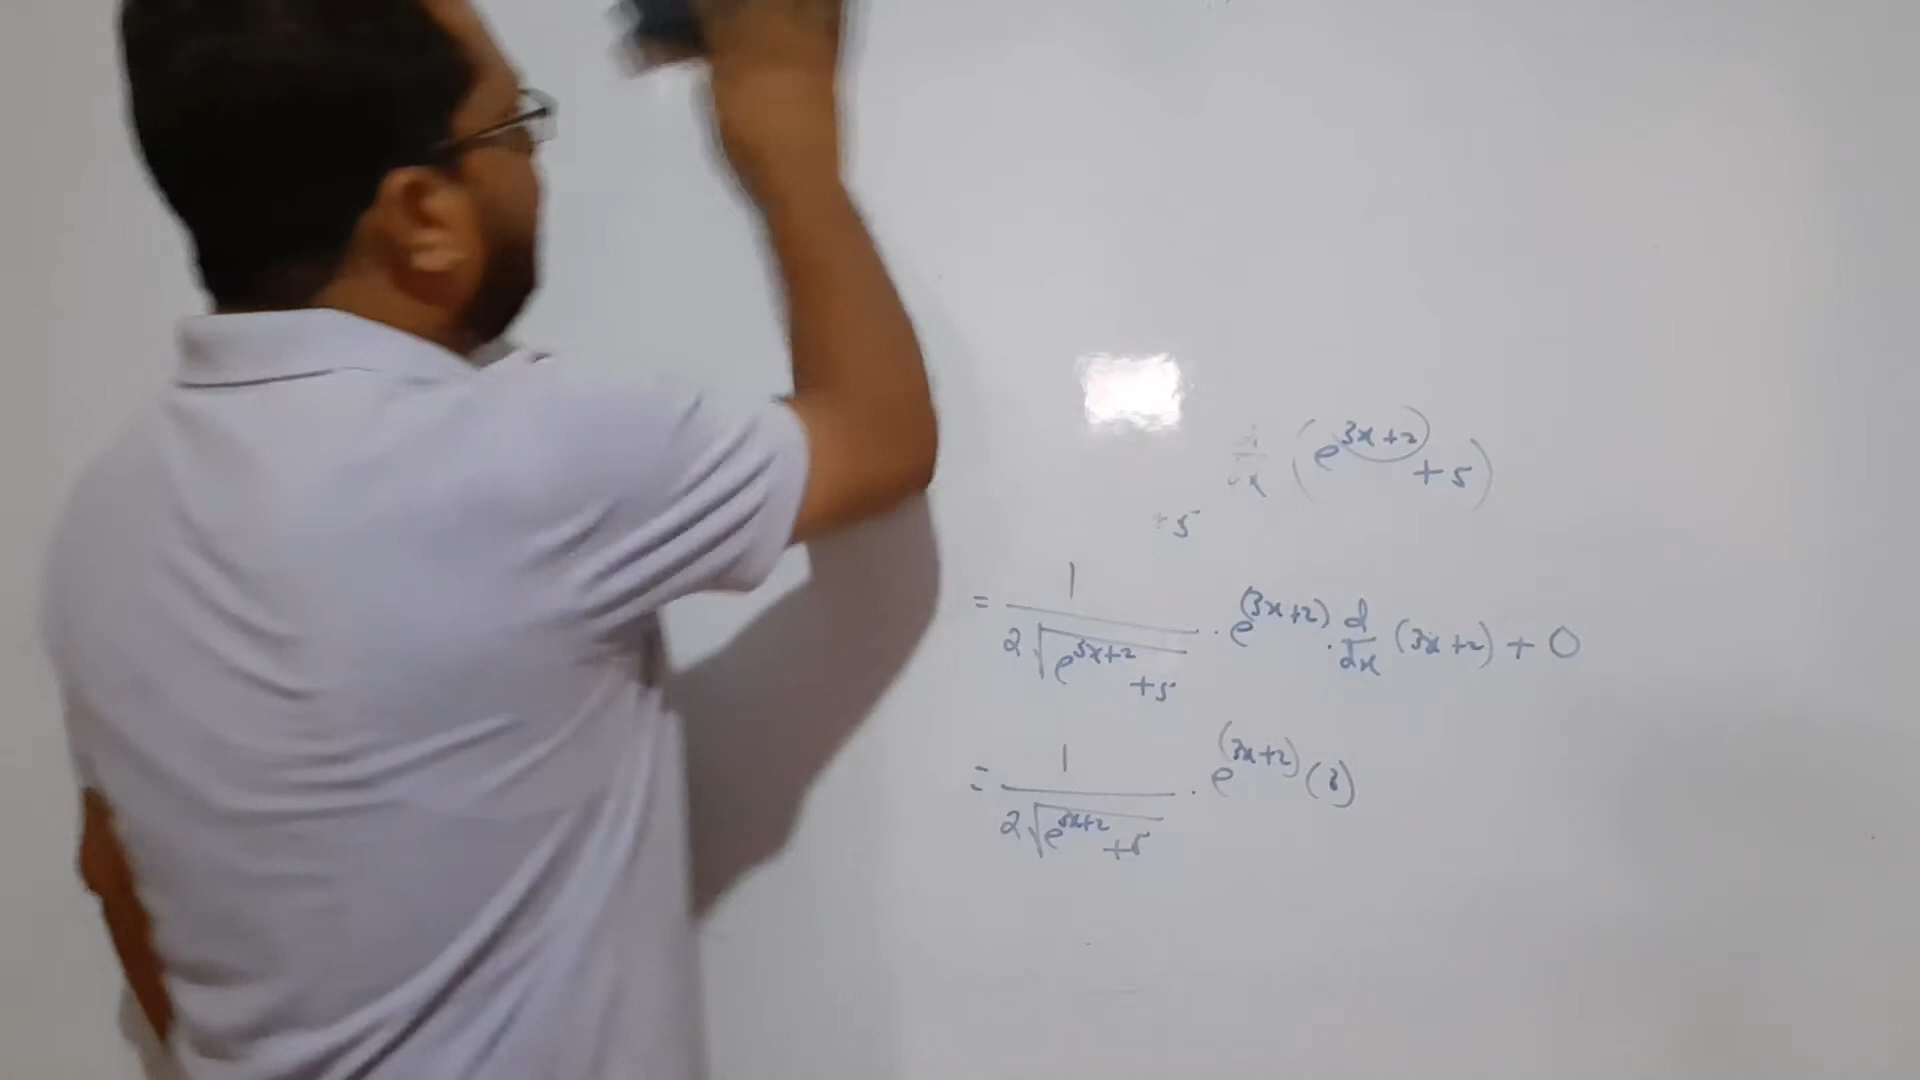 d/dx (e^(3x+2) + 5)
+5
= 1/(2√(e^(3x+2) +5)) · e^(3x+2) · d/dx (3x+2) + 0
= 1/(2√(e^(3x+2) +5)) · e^(3x+2) (3)